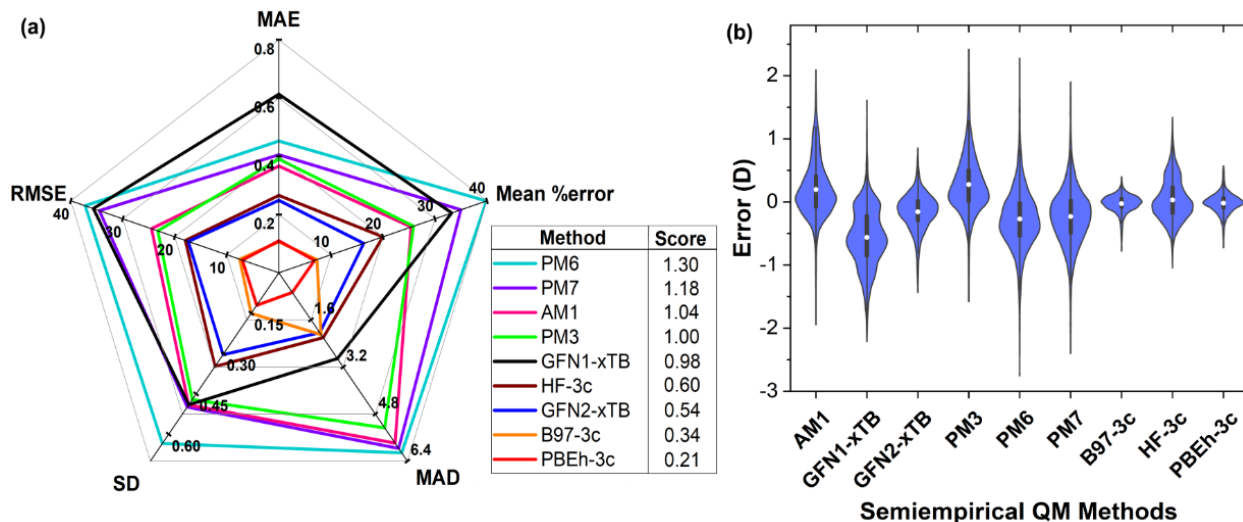 (a)
MAE
0.8
0.6
0.4
0.2
RMSE
40
30
20
10
Mean %error
40
30
20
10
SD
0.60
0.45
0.30
0.15
MAD
6.4
4.8
3.2
1.6
Method Score
PM6 1.30
PM7 1.18
AM1 1.04
PM3 1.00
GFN1-xTB 0.98
HF-3c 0.60
GFN2-xTB 0.54
B97-3c 0.34
PBEh-3c 0.21
(b)
Error (D)
2
1
0
-1
-2
-3
AM1
GFN1-xTB
GFN2-xTB
PM3
PM6
PM7
B97-3c
HF-3c
PBEh-3c
Semiempirical QM Methods